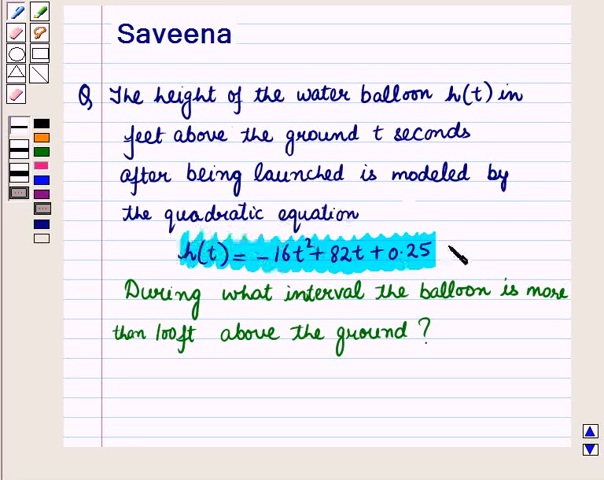 Saveena
Q The height of the water balloon h(t) in
feet above the ground t seconds
after being launched is modeled by
the quadratic equation
h(t) = -16t²+ 82t + 0.25
During what interval the balloon is more
than 100ft above the ground ?